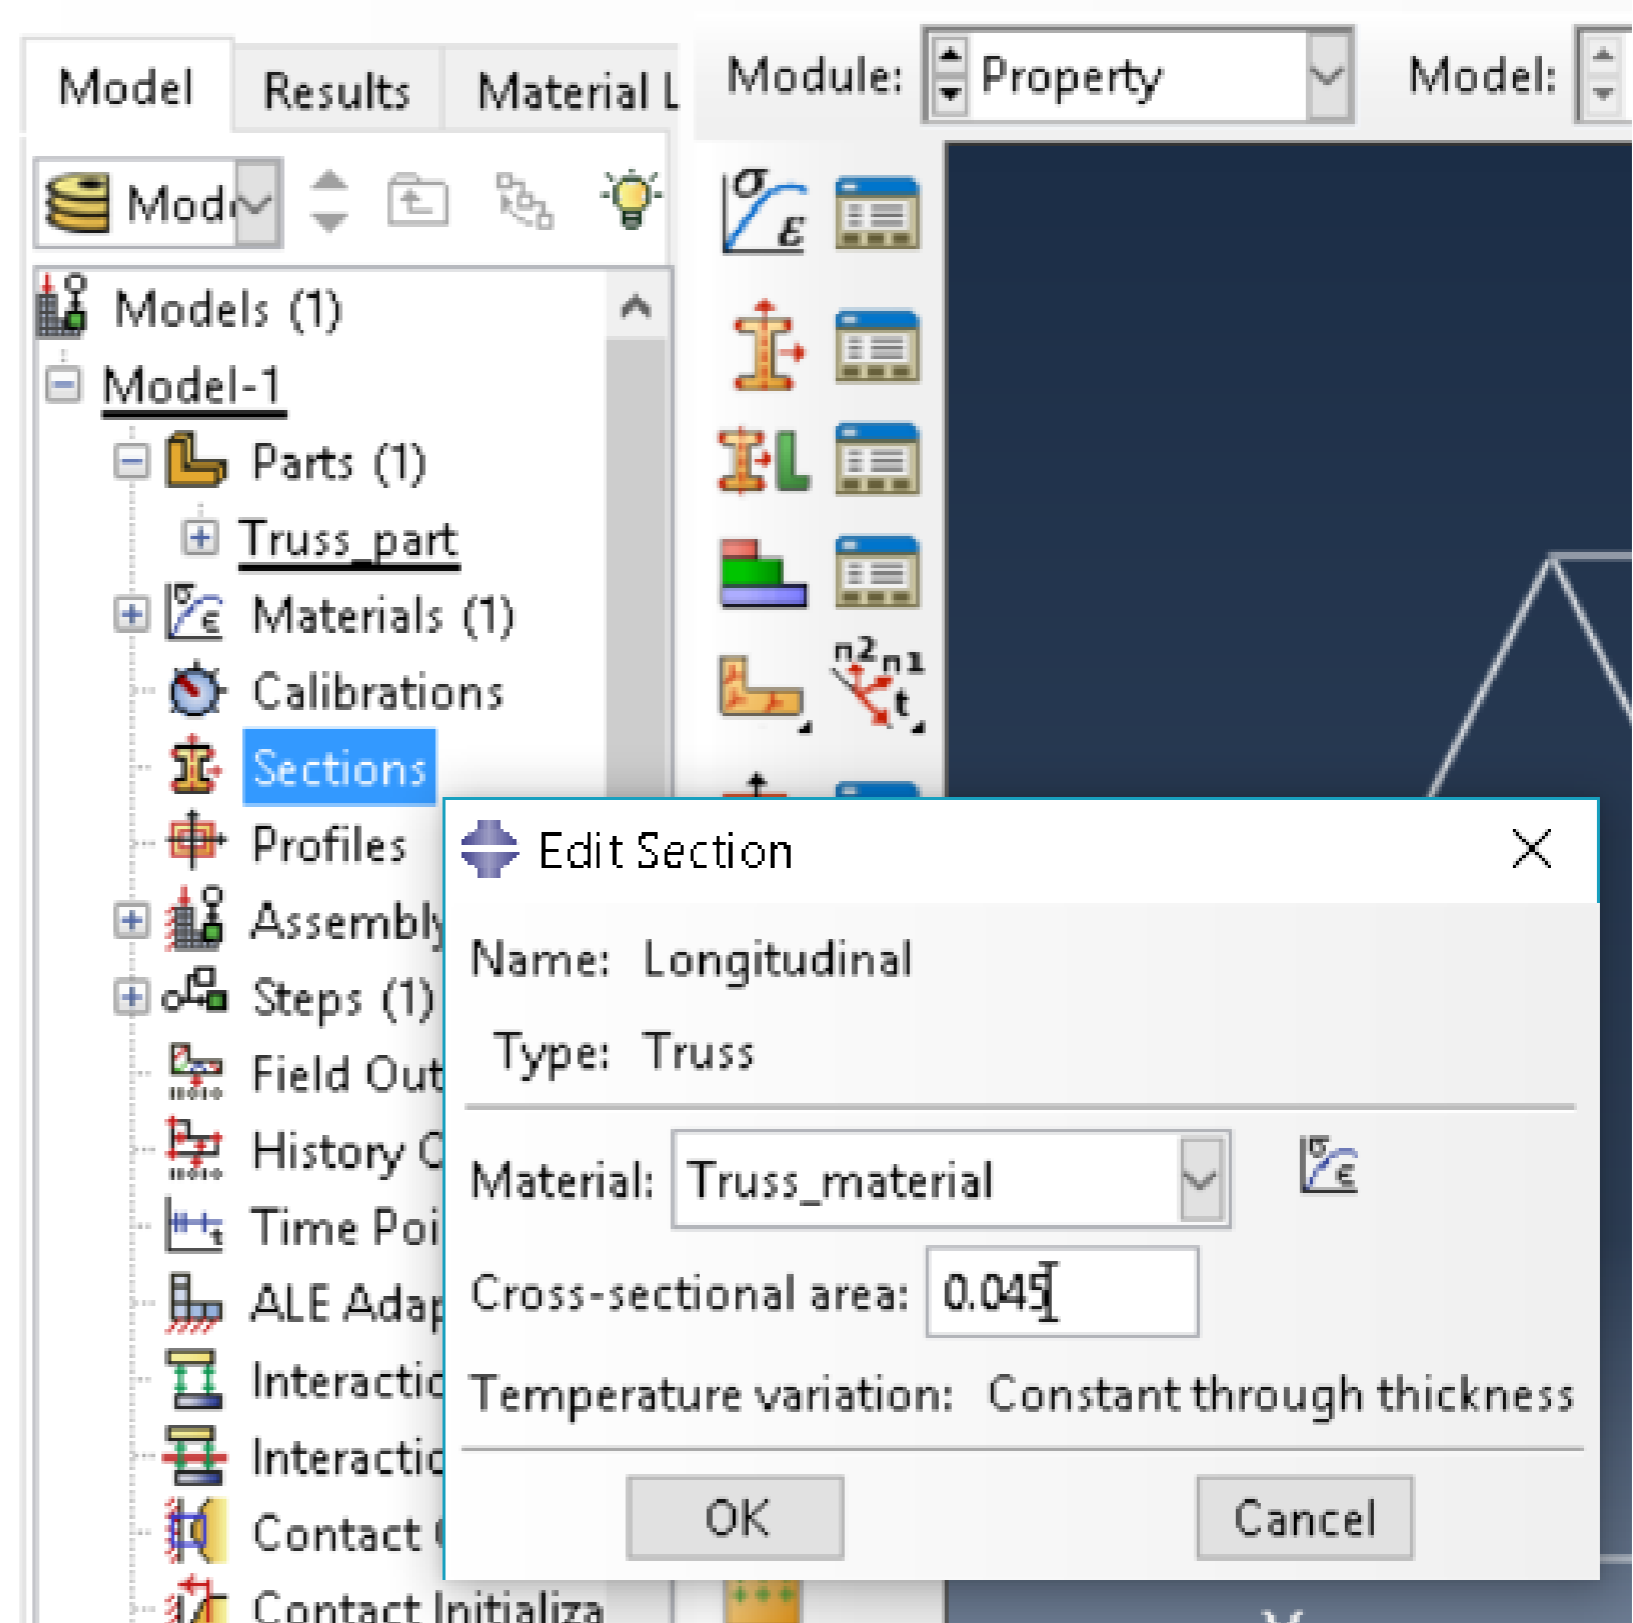 Model Results Material L
Module: Property Model:
Mod
σ
ε
Models (1)
Model-1
Parts (1)
Truss_part
Materials (1)
n2 n1
t
Calibrations
Sections
Profiles
Assembly
Steps (1)
Field Out
History
Time Poi
ALE Adap
Interactio
Interactio
Contact
Contact Initializa
Edit Section
Name: Longitudinal
Type: Truss
Material: Truss_material
Cross-sectional area: 0.045
Temperature variation: Constant through thickness
OK Cancel
Y